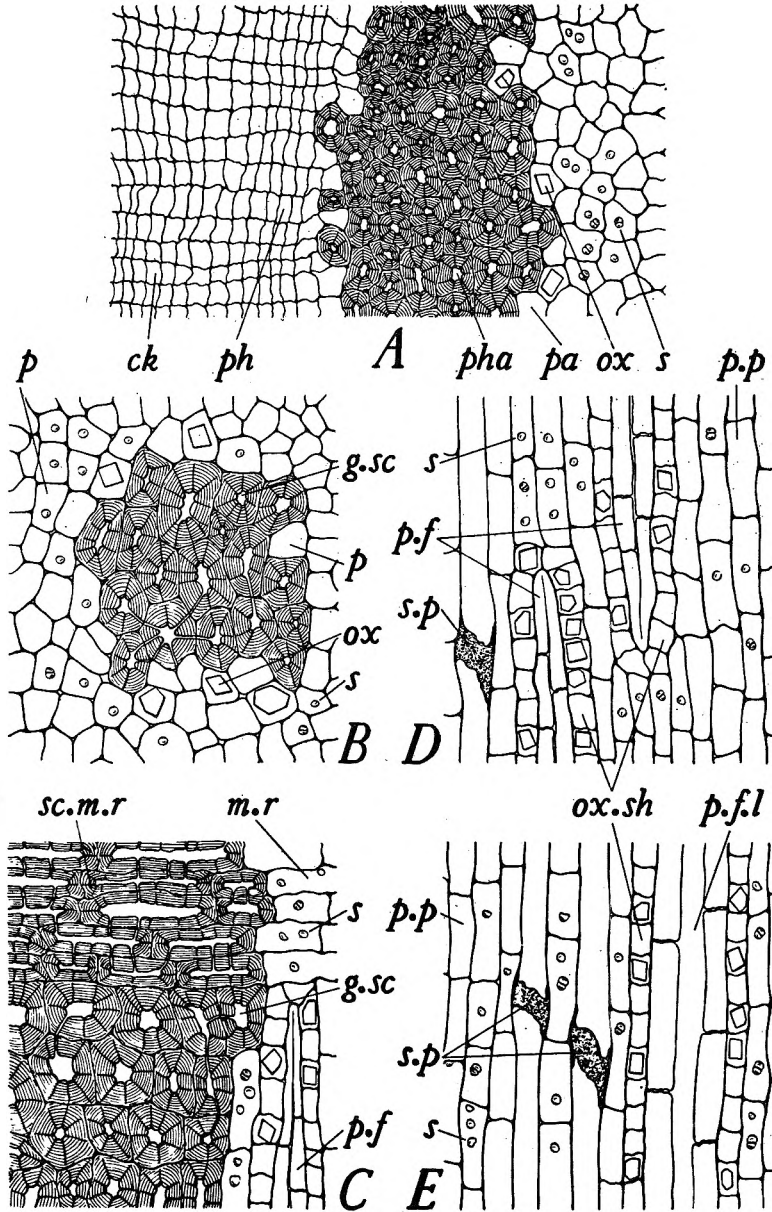 p ck ph A pha pa ox s p.p
g.sc s
p.f
p
s.p
ox
s
B D
sc.m.r m.r ox.sh p.f.l
p.p
s
g.sc
s.p
p.f s
C E